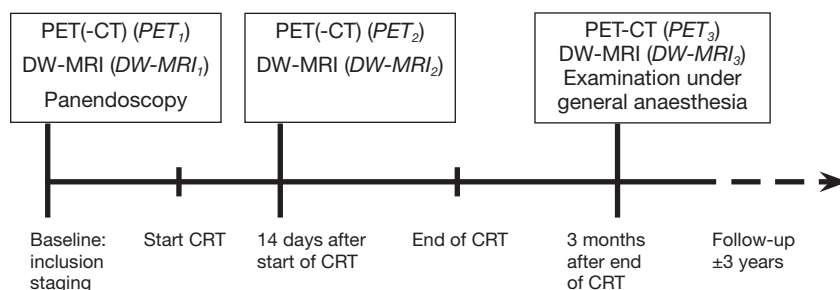 PET(-CT) (PET₁)
DW-MRI (DW-MRI₁)
Panendoscopy
PET(-CT) (PET₂)
DW-MRI (DW-MRI₂)
PET-CT (PET₃)
DW-MRI (DW-MRI₃)
Examination under
general anaesthesia
Baseline:
inclusion
staging
Start CRT
14 days after
start of CRT
End of CRT
3 months
after end
of CRT
Follow-up
±3 years